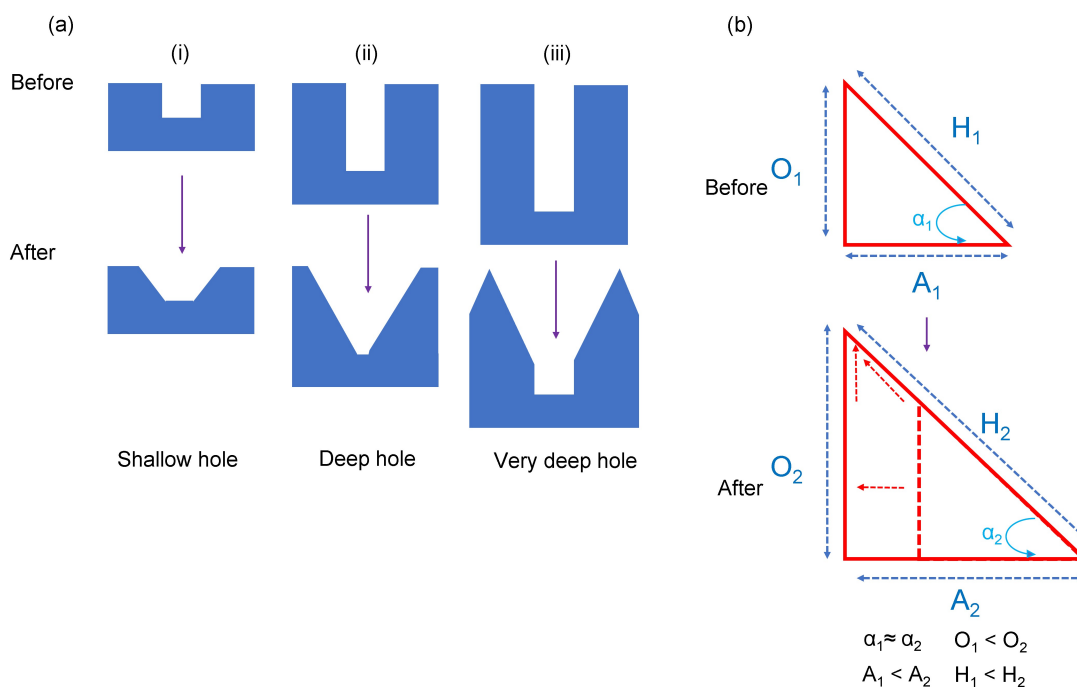 (a)
(i) (ii) (iii)
Before
After
Shallow hole Deep hole Very deep hole
(b)
H₁
O₁
Before
α₁
A₁
H₂
O₂
After
α₂
A₂
α₁≈ α₂ O₁ < O₂
A₁ < A₂ H₁ < H₂